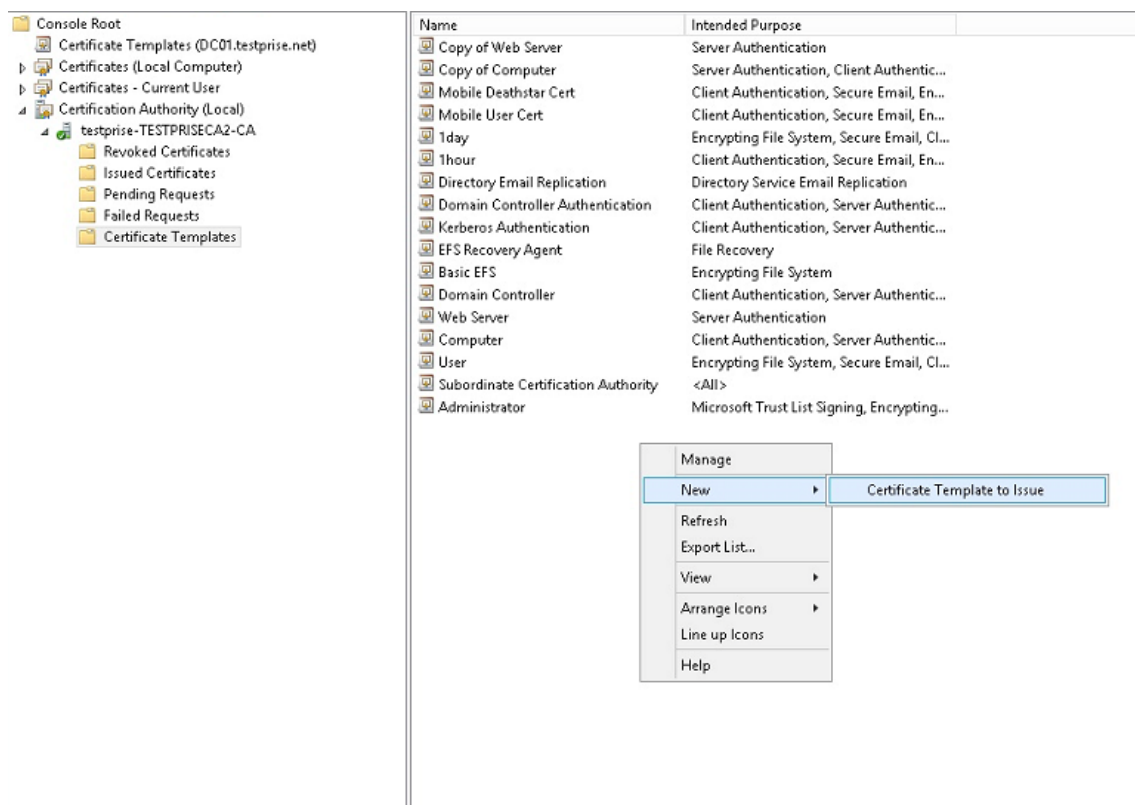 Console Root
Certificate Templates (DC01.testprise.net)
Certificates (Local Computer)
Certificates - Current User
Certification Authority (Local)
testprise-TESTPRISECA2-CA
Revoked Certificates
Issued Certificates
Pending Requests
Failed Requests
Certificate Templates
Name Intended Purpose
Copy of Web Server Server Authentication
Copy of Computer Server Authentication, Client Authentic...
Mobile Deathstar Cert Client Authentication, Secure Email, En...
Mobile User Cert Client Authentication, Secure Email, En...
1day Encrypting File System, Secure Email, Cl...
1hour Client Authentication, Secure Email, En...
Directory Email Replication Directory Service Email Replication
Domain Controller Authentication Client Authentication, Server Authentic...
Kerberos Authentication Client Authentication, Server Authentic...
EFS Recovery Agent File Recovery
Basic EFS Encrypting File System
Domain Controller Client Authentication, Server Authentic...
Web Server Server Authentication
Computer Client Authentication, Server Authentic...
User Encrypting File System, Secure Email, Cl...
Subordinate Certification Authority <All>
Administrator Microsoft Trust List Signing, Encrypting...
Manage
New Certificate Template to Issue
Refresh
Export List...
View
Arrange Icons
Line up Icons
Help